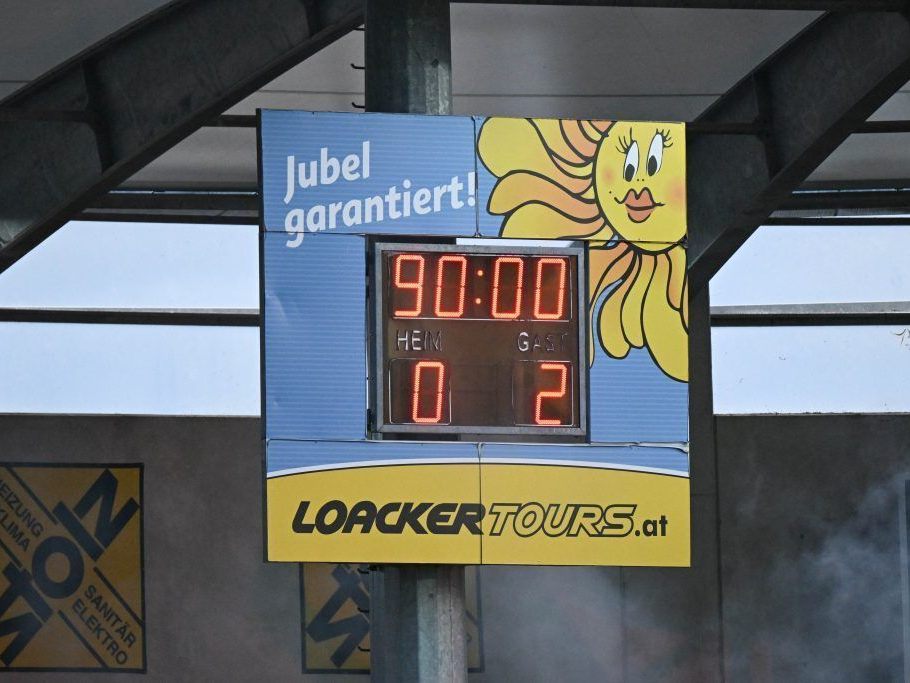 Jubel
garantiert!
90:00
HEIM GAST
0 2
LOACKERTOURS.at
HEIZUNG
KLIMA
SANITÄR
ELEKTRO